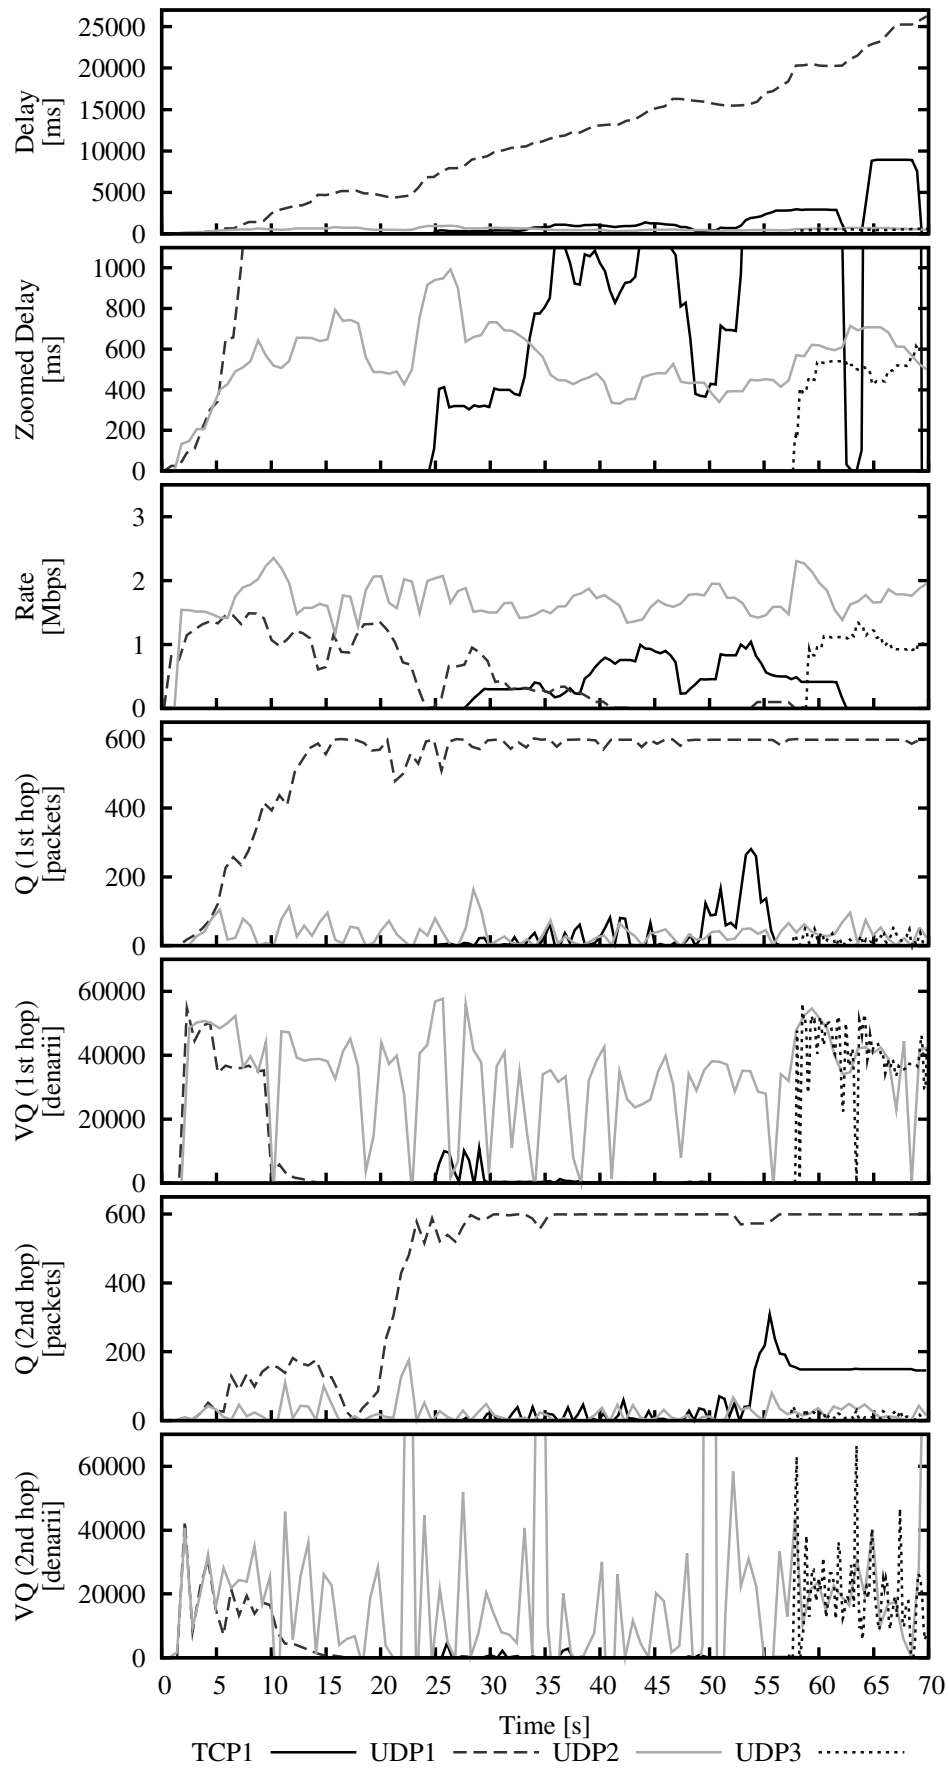 25000
20000
15000
10000
5000
0
Delay
[ms]
1000
800
600
400
200
0
Zoomed Delay
[ms]
3
2
1
0
Rate
[Mbps]
600
400
200
0
Q (1st hop)
[packets]
60000
40000
20000
0
VQ (1st hop)
[denarii]
600
400
200
0
Q (2nd hop)
[packets]
60000
40000
20000
0
VQ (2nd hop)
[denarii]
0 5 10 15 20 25 30 35 40 45 50 55 60 65 70
Time [s]
TCP1 UDP1 UDP2 UDP3